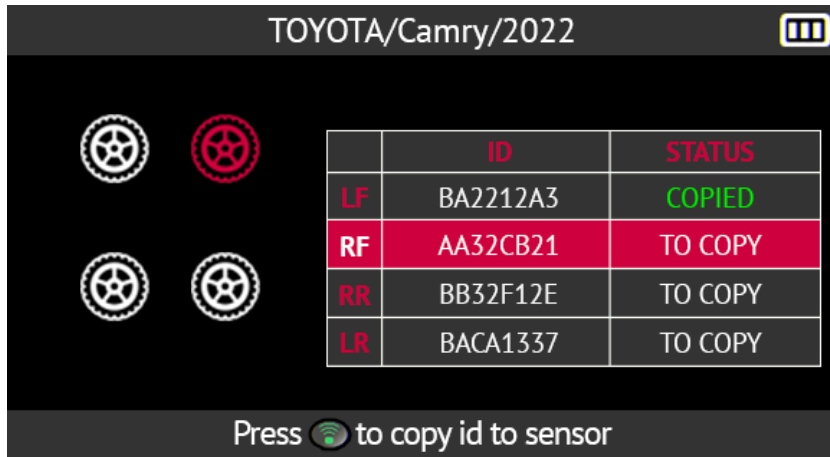 TOYOTA/Camry/2022
ID STATUS
LF BA2212A3 COPIED
RF AA32CB21 TO COPY
RR BB32F12E TO COPY
LR BACA1337 TO COPY
Press to copy id to sensor